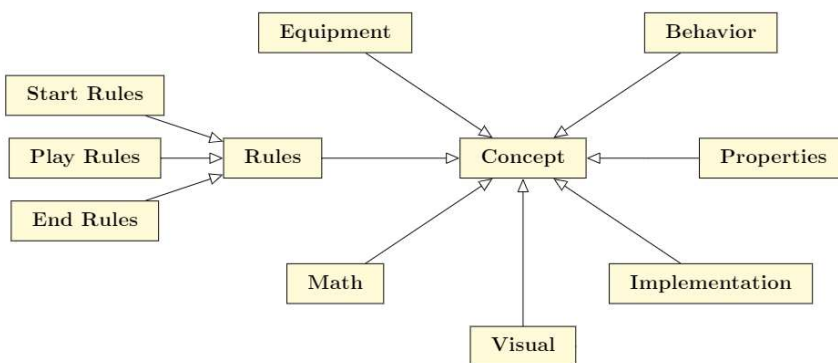 Equipment
Behavior
Start Rules
Play Rules
Rules
Concept
Properties
End Rules
Math
Implementation
Visual